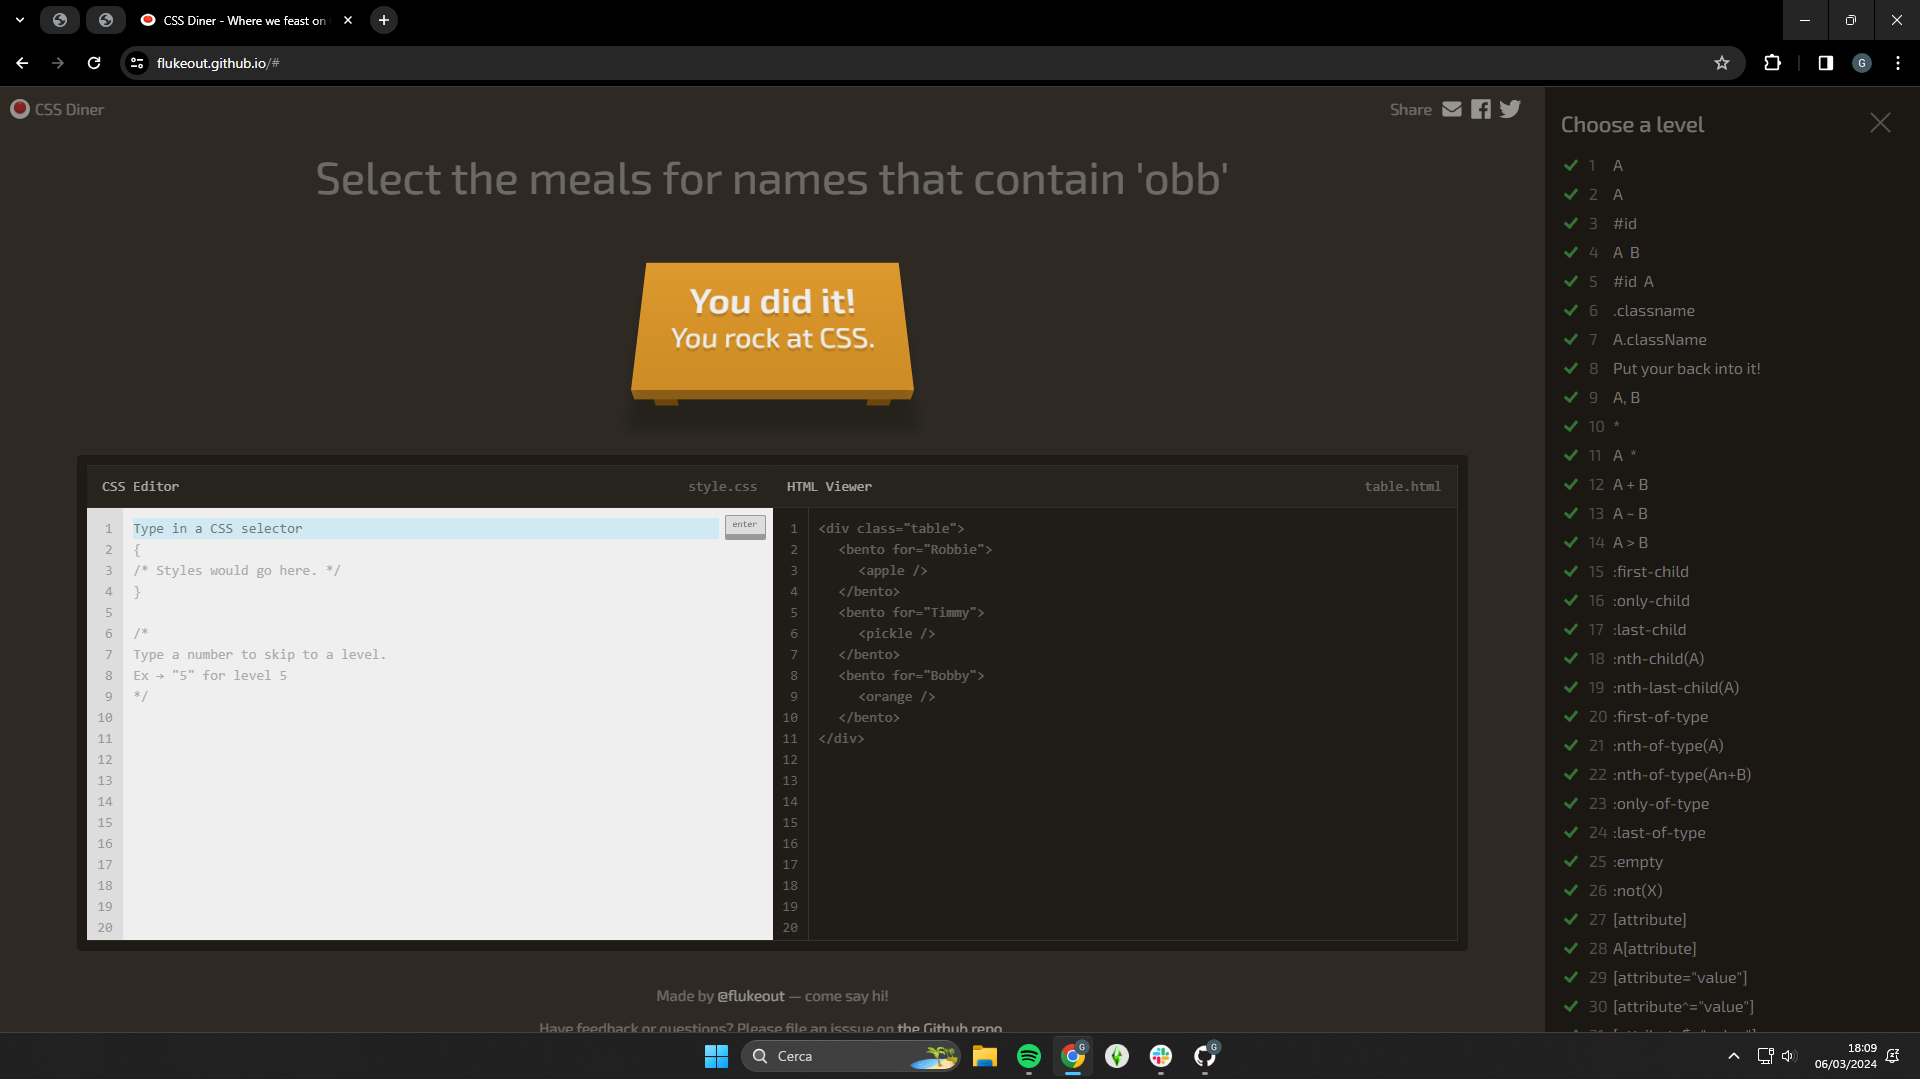 CSS Diner - Where we feast on
flukeout.github.io/#
G
CSS Diner
Share
Select the meals for names that contain 'obb'
You did it!
You rock at CSS.
CSS Editor
style.css
1 Type in a CSS selector
enter
2 {
3 /* Styles would go here. */
4 }
5
6 /*
7 Type a number to skip to a level.
8 Ex → "5" for level 5
9 */
10
11
12
13
14
15
16
17
18
19
20
HTML Viewer
table.html
1 <div class="table">
2 <bento for="Robbie">
3 <apple />
4 </bento>
5 <bento for="Timmy">
6 <pickle />
7 </bento>
8 <bento for="Bobby">
9 <orange />
10 </bento>
11 </div>
12
13
14
15
16
17
18
19
20
Made by @flukeout — come say hi!
Have feedback or questions? Please file an isssue on the Github repo
Choose a level
1 A
2 A
3 #id
4 A B
5 #id A
6 .classname
7 A.className
8 Put your back into it!
9 A, B
10 *
11 A *
12 A + B
13 A ~ B
14 A > B
15 :first-child
16 :only-child
17 :last-child
18 :nth-child(A)
19 :nth-last-child(A)
20 :first-of-type
21 :nth-of-type(A)
22 :nth-of-type(An+B)
23 :only-of-type
24 :last-of-type
25 :empty
26 :not(X)
27 [attribute]
28 A[attribute]
29 [attribute="value"]
30 [attribute^="value"]
31 [attribute$="value"]
Cerca
G
G
18:09
06/03/2024